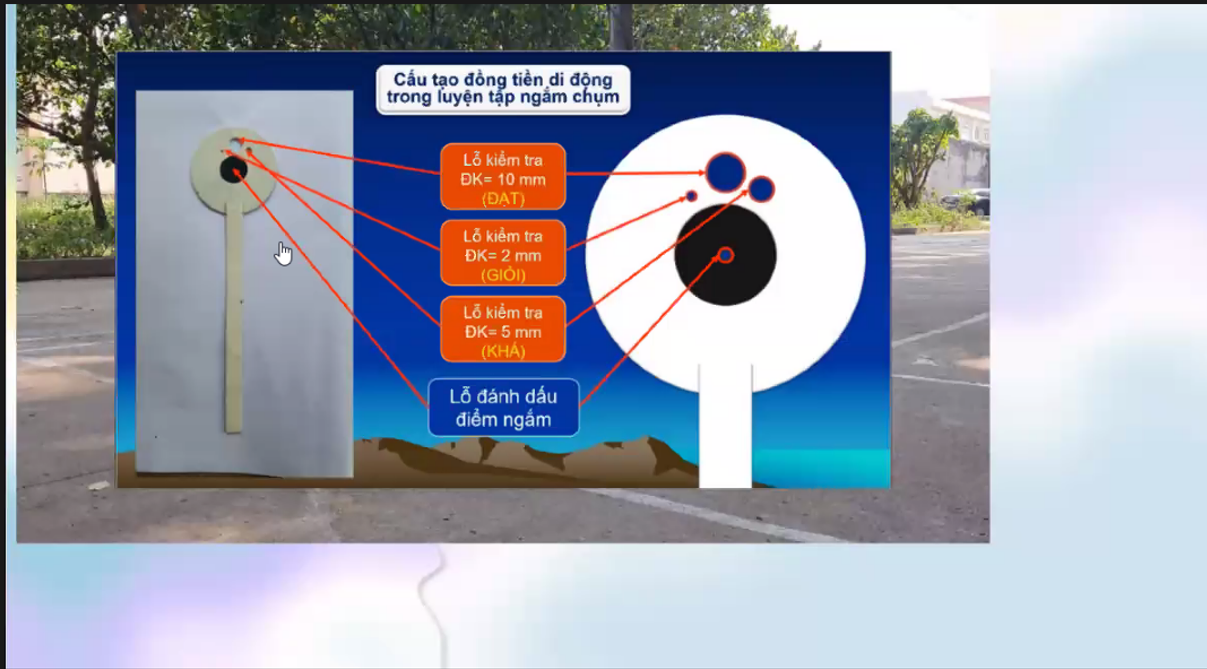 Cấu tạo đồng tiền di động
trong luyện tập ngắm chụm
Lỗ kiểm tra
ĐK= 10 mm
(ĐẠT)
Lỗ kiểm tra
ĐK= 2 mm
(GIỎI)
Lỗ kiểm tra
ĐK= 5 mm
(KHÁ)
Lỗ đánh dấu
điểm ngắm